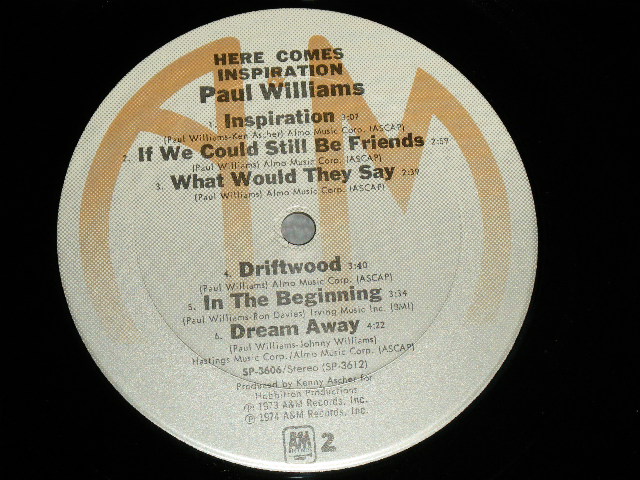 HERE COMES
INSPIRATION
Paul Williams
1. Inspiration 3:07
(Paul Williams-Ken Ascher) Almo Music Corp. (ASCAP)
2. If We Could Still Be Friends 2:59
(Paul Williams) Almo Music Corp. (ASCAP)
3. What Would They Say 2:39
(Paul Williams) Almo Music Corp. (ASCAP)
4. Driftwood 3:40
(Paul Williams) Almo Music Corp. (ASCAP)
5. In The Beginning 3:34
(Paul Williams-Ron Davies) Irving Music Inc. (BMI)
6. Dream Away 4:22
(Paul Williams-Johnny Williams)
Hastings Music Corp./Almo Music Corp. (ASCAP)
SP-3606/Stereo (SP-3612)
Produced by Kenny Ascher for
Hobbitron Productions
℗ 1973 A&M Records, Inc.
℗ 1974 A&M Records, Inc.
A&M
RECORDS
2